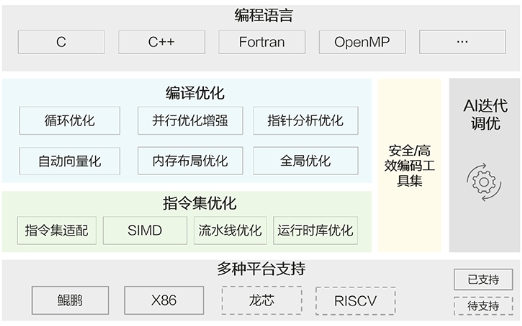 编程语言
C
C++
Fortran
OpenMP
...
编译优化
循环优化
并行优化增强
指针分析优化
自动向量化
内存布局优化
全局优化
指令集优化
指令集适配
SIMD
流水线优化
运行时库优化
安全/高
效编码工
具集
AI迭代
调优
多种平台支持
鲲鹏
X86
龙芯
RISCV
已支持
待支持